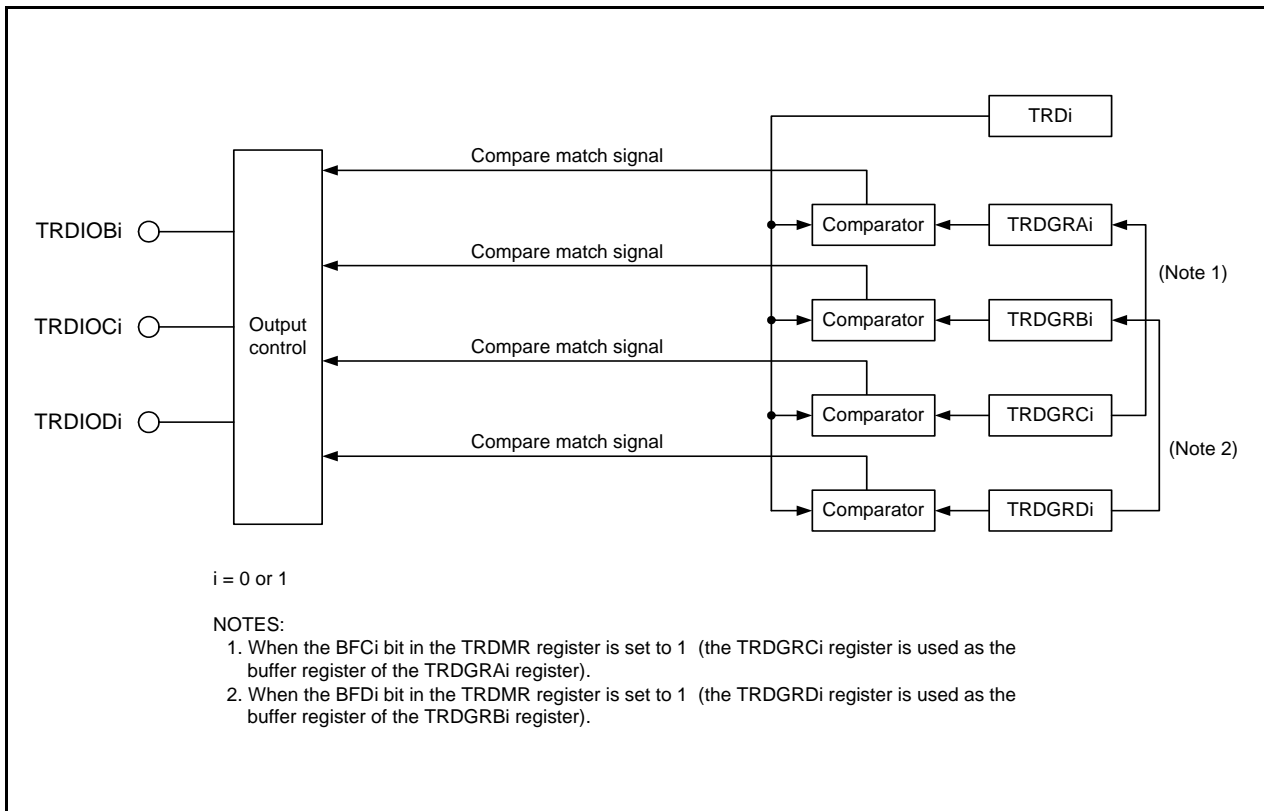 TRDi
Compare match signal
Comparator
TRDGRAi
TRDIOBi
Compare match signal
(Note 1)
Comparator
TRDGRBi
TRDIOCi
Output
control
Compare match signal
Comparator
TRDGRCi
TRDIODi
Compare match signal
(Note 2)
Comparator
TRDGRDi
i = 0 or 1
NOTES:
1. When the BFCi bit in the TRDMR register is set to 1 (the TRDGRCi register is used as the
buffer register of the TRDGRAi register).
2. When the BFDi bit in the TRDMR register is set to 1 (the TRDGRDi register is used as the
buffer register of the TRDGRBi register).